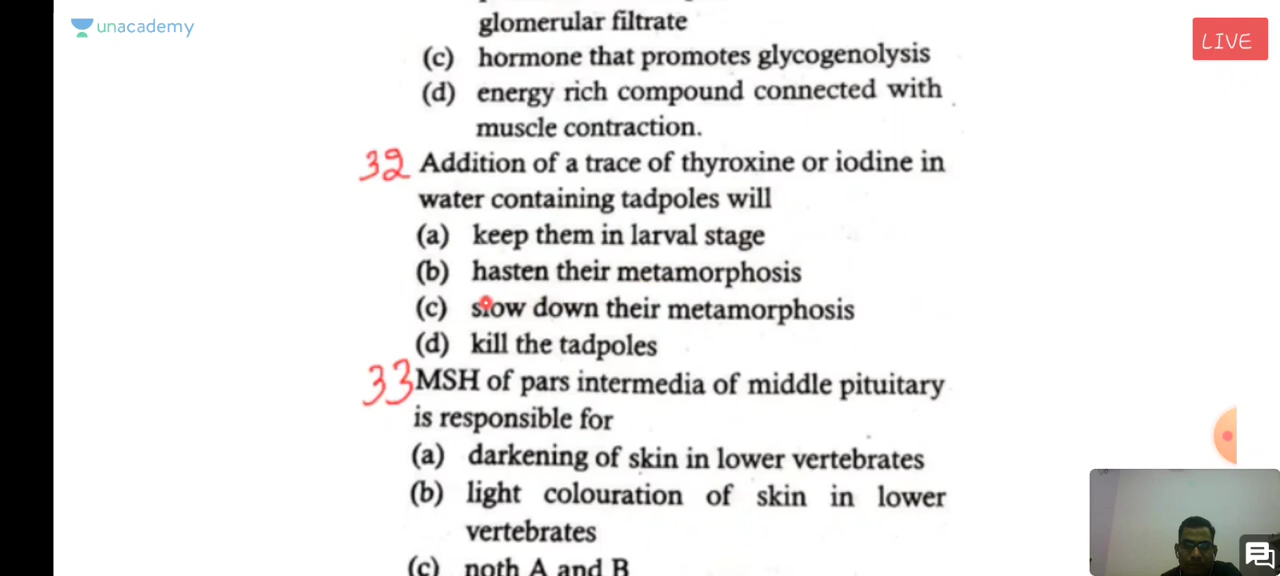 unacademy
LIVE
glomerular filtrate
(c) hormone that promotes glycogenolysis
(d) energy rich compound connected with
muscle contraction.
32 Addition of a trace of thyroxine or iodine in
water containing tadpoles will
(a) keep them in larval stage
(b) hasten their metamorphosis
(c) slow down their metamorphosis
(d) kill the tadpoles
33 MSH of pars intermedia of middle pituitary
is responsible for
(a) darkening of skin in lower vertebrates
(b) light colouration of skin in lower
vertebrates
(c) noth A and B